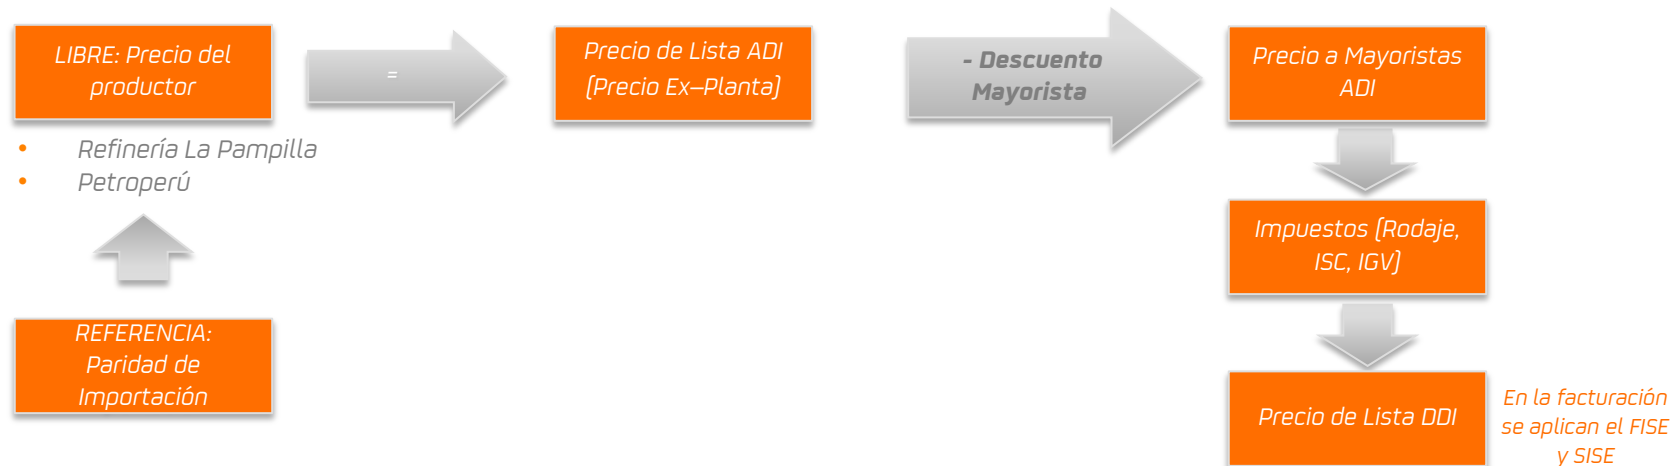 LIBRE: Precio del
productor
=
Precio de Lista ADI
(Precio Ex–Planta)
- Descuento
Mayorista
Precio a Mayoristas
ADI
• Refinería La Pampilla
• Petroperú
Impuestos (Rodaje,
ISC, IGV)
REFERENCIA:
Paridad de
Importación
Precio de Lista DDI
En la facturación
se aplican el FISE
y SISE